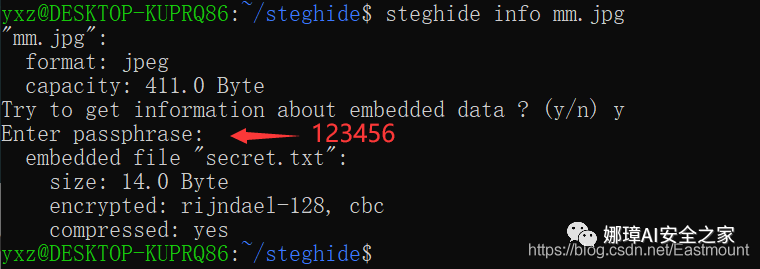 yxz@DESKTOP-KUPRQ86:~/steghide$ steghide info mm.jpg
"mm.jpg":
  format: jpeg
  capacity: 411.0 Byte
Try to get information about embedded data ? (y/n) y
Enter passphrase: 123456
  embedded file "secret.txt":
    size: 14.0 Byte
    encrypted: rijndael-128, cbc
    compressed: yes
娜璋AI安全之家
yxz@DESKTOP-KUPRQ86:~/steghide$
https://blog.csdn.net/Eastmount